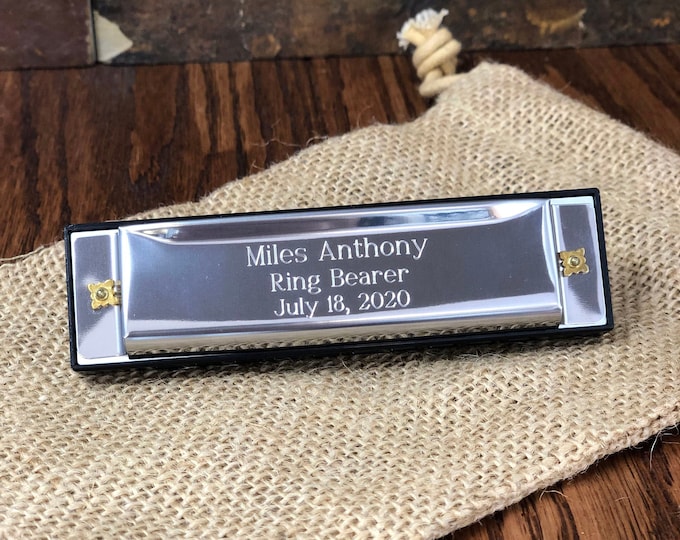 Miles Anthony
Ring Bearer
July 18, 2020